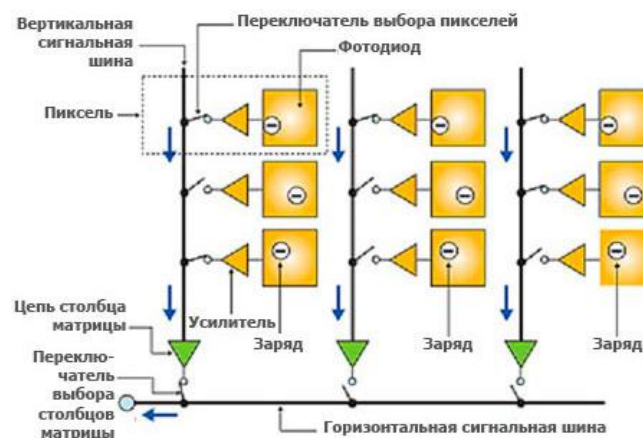 Вертикальная
сигнальная
шина
Переключатель выбора пикселей
Фотодиод
Пиксель
Цепь столбца
матрицы
Усилитель
Заряд
Заряд
Заряд
Переклю-
чатель
выбора
столбцов
матрицы
Горизонтальная сигнальная шина